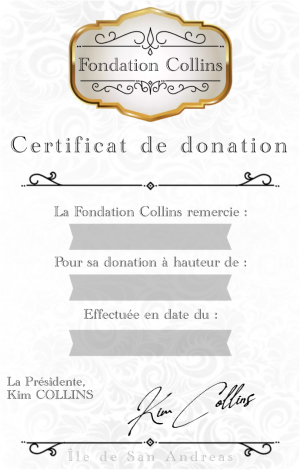 Fondation Collins
Certificat de donation
La Fondation Collins remercie :
Pour sa donation à hauteur de :
Effectuée en date du :
La Présidente,
Kim COLLINS
Kim Collins
Île de San Andreas